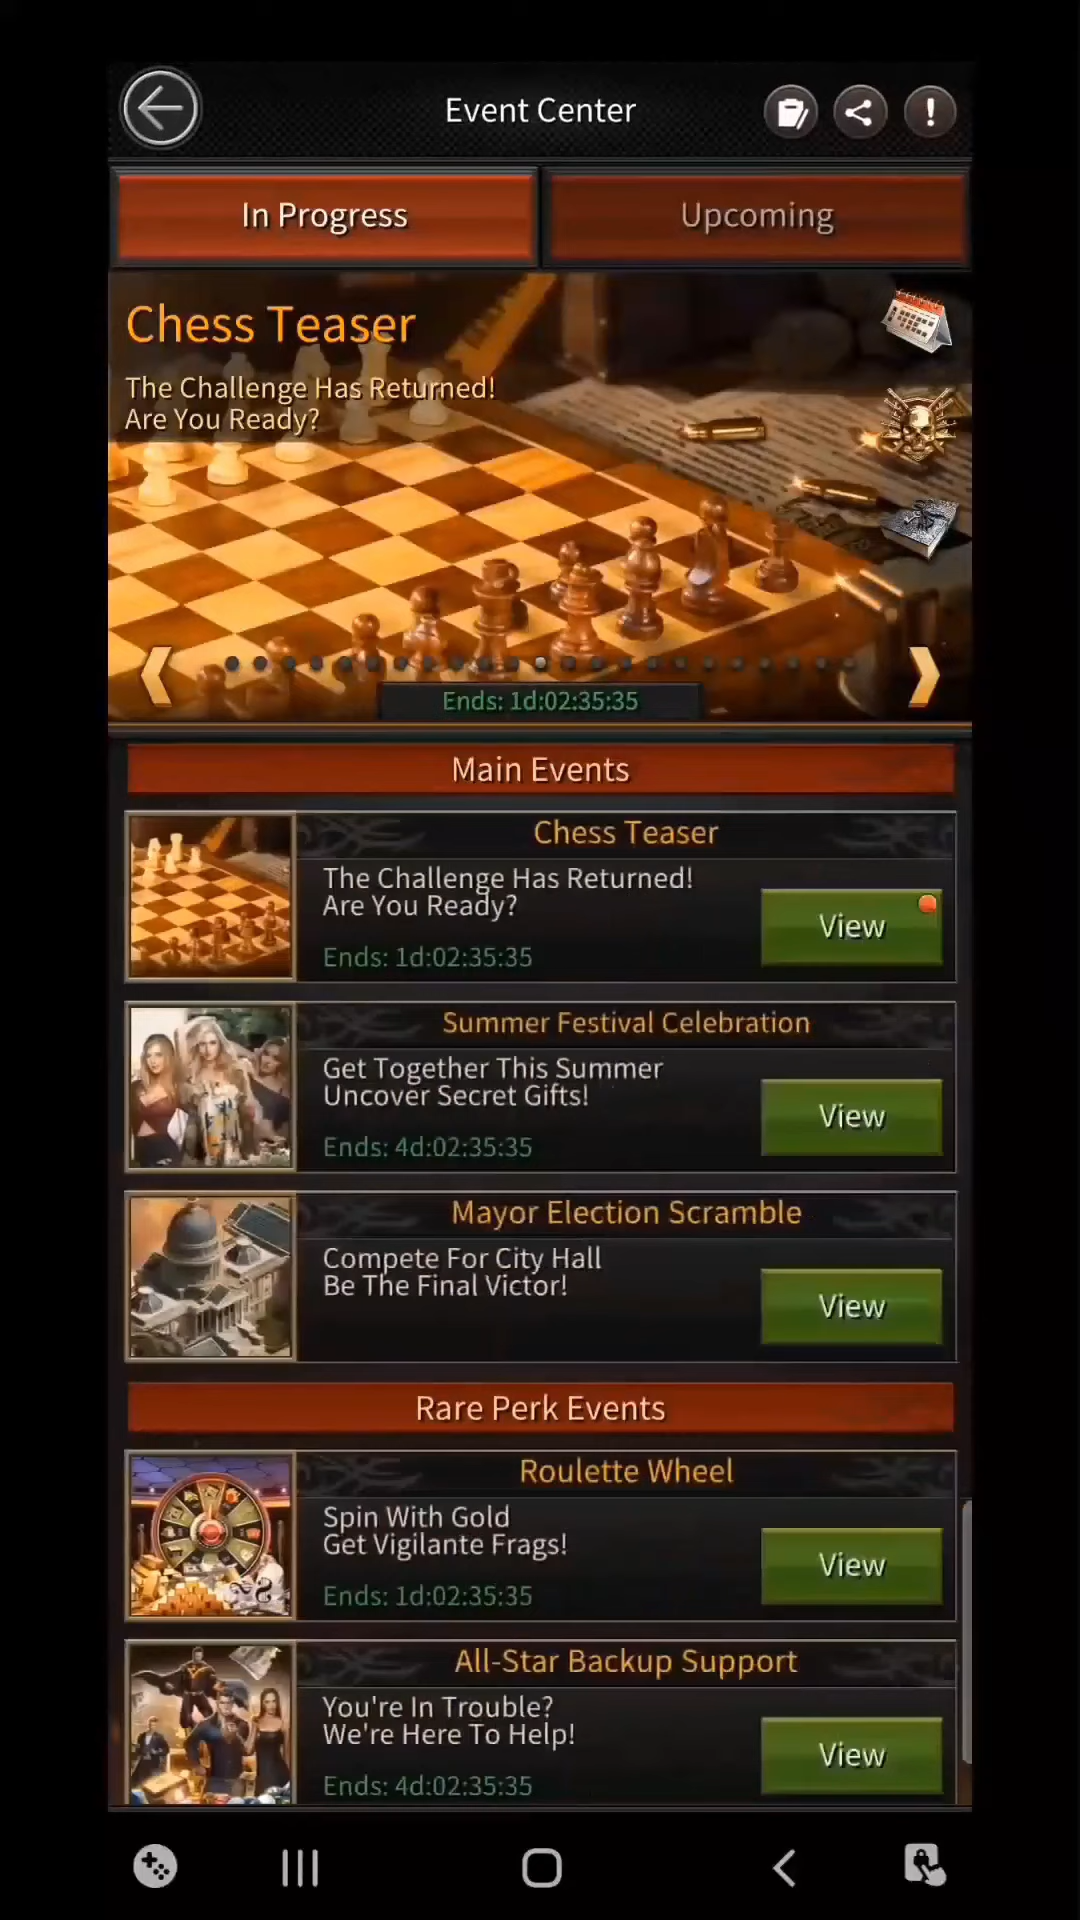 Event Center
In Progress
Upcoming
Chess Teaser
The Challenge Has Returned!
Are You Ready?
Ends: 1d:02:35:35
Main Events
Chess Teaser
The Challenge Has Returned!
Are You Ready?
Ends: 1d:02:35:35
View
Summer Festival Celebration
Get Together This Summer
Uncover Secret Gifts!
Ends: 4d:02:35:35
View
Mayor Election Scramble
Compete For City Hall
Be The Final Victor!
View
Rare Perk Events
Roulette Wheel
Spin With Gold
Get Vigilante Frags!
Ends: 1d:02:35:35
View
All-Star Backup Support
You're In Trouble?
We're Here To Help!
Ends: 4d:02:35:35
View